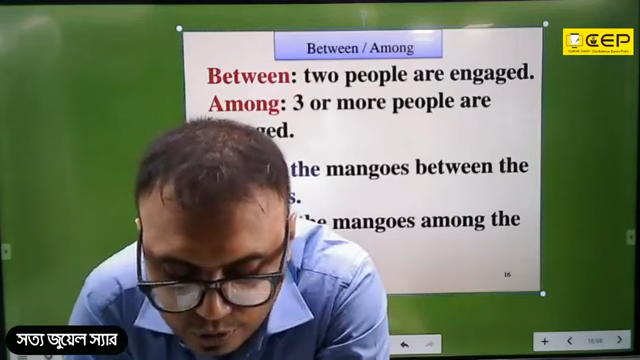 CEP
Between / Among
Between: two people are engaged.
Among: 3 or more people are
ged.
the mangoes between the
s.
he mangoes among the
16
সত্য জুয়েল স্যার